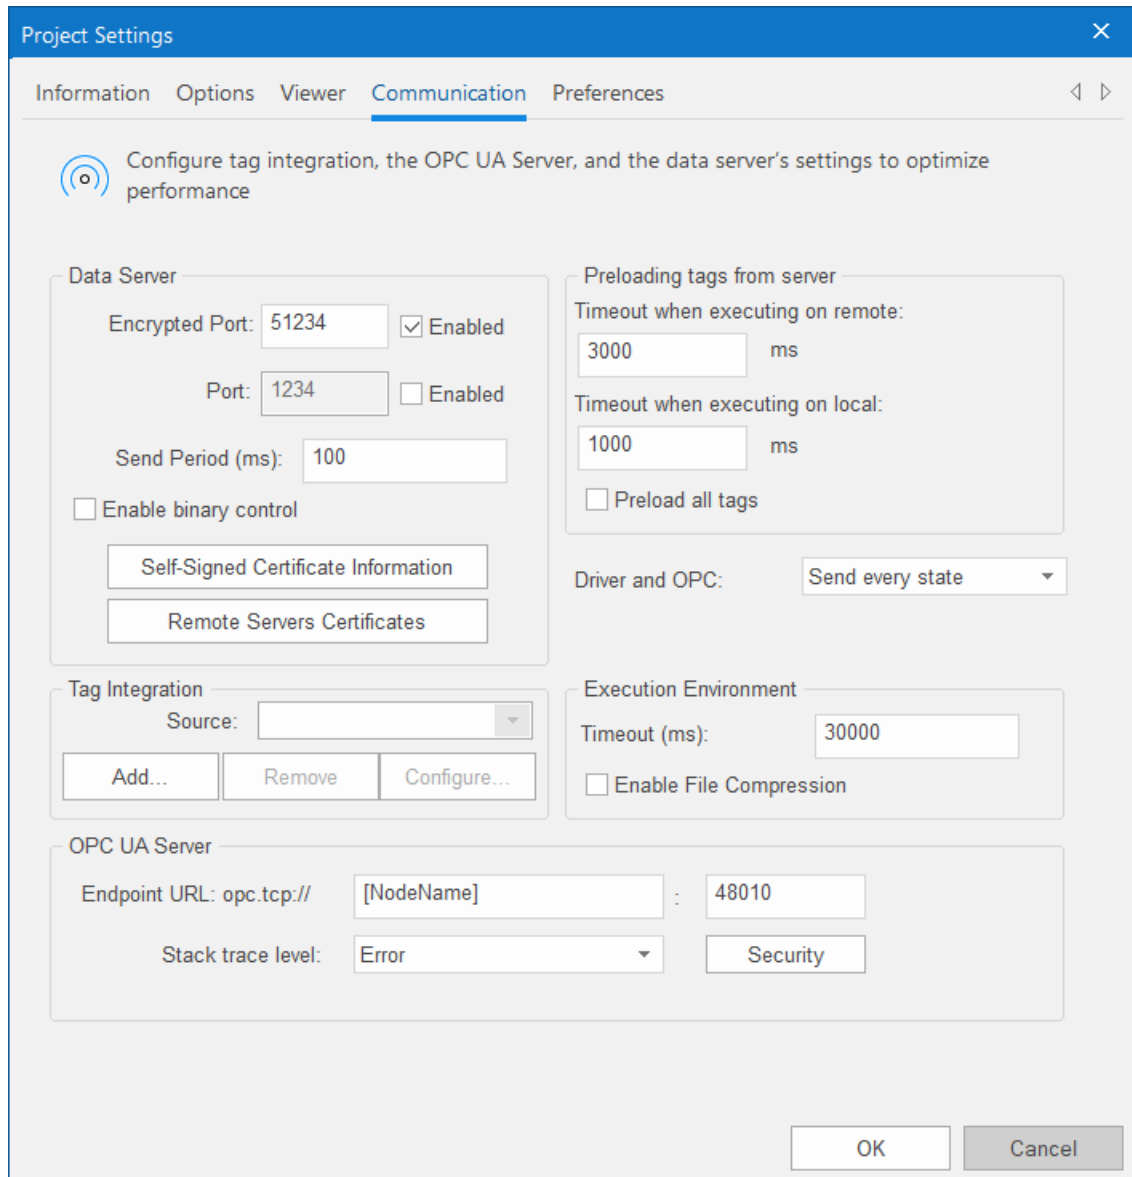 Project Settings
Information Options Viewer Communication Preferences
Configure tag integration, the OPC UA Server, and the data server's settings to optimize
performance
Data Server
Encrypted Port: 51234 Enabled
Port: 1234 Enabled
Send Period (ms): 100
Enable binary control
Self-Signed Certificate Information
Remote Servers Certificates
Preloading tags from server
Timeout when executing on remote:
3000 ms
Timeout when executing on local:
1000 ms
Preload all tags
Driver and OPC: Send every state
Tag Integration
Source:
Add... Remove Configure...
Execution Environment
Timeout (ms): 30000
Enable File Compression
OPC UA Server
Endpoint URL: opc.tcp:// [NodeName] : 48010
Stack trace level: Error Security
OK Cancel